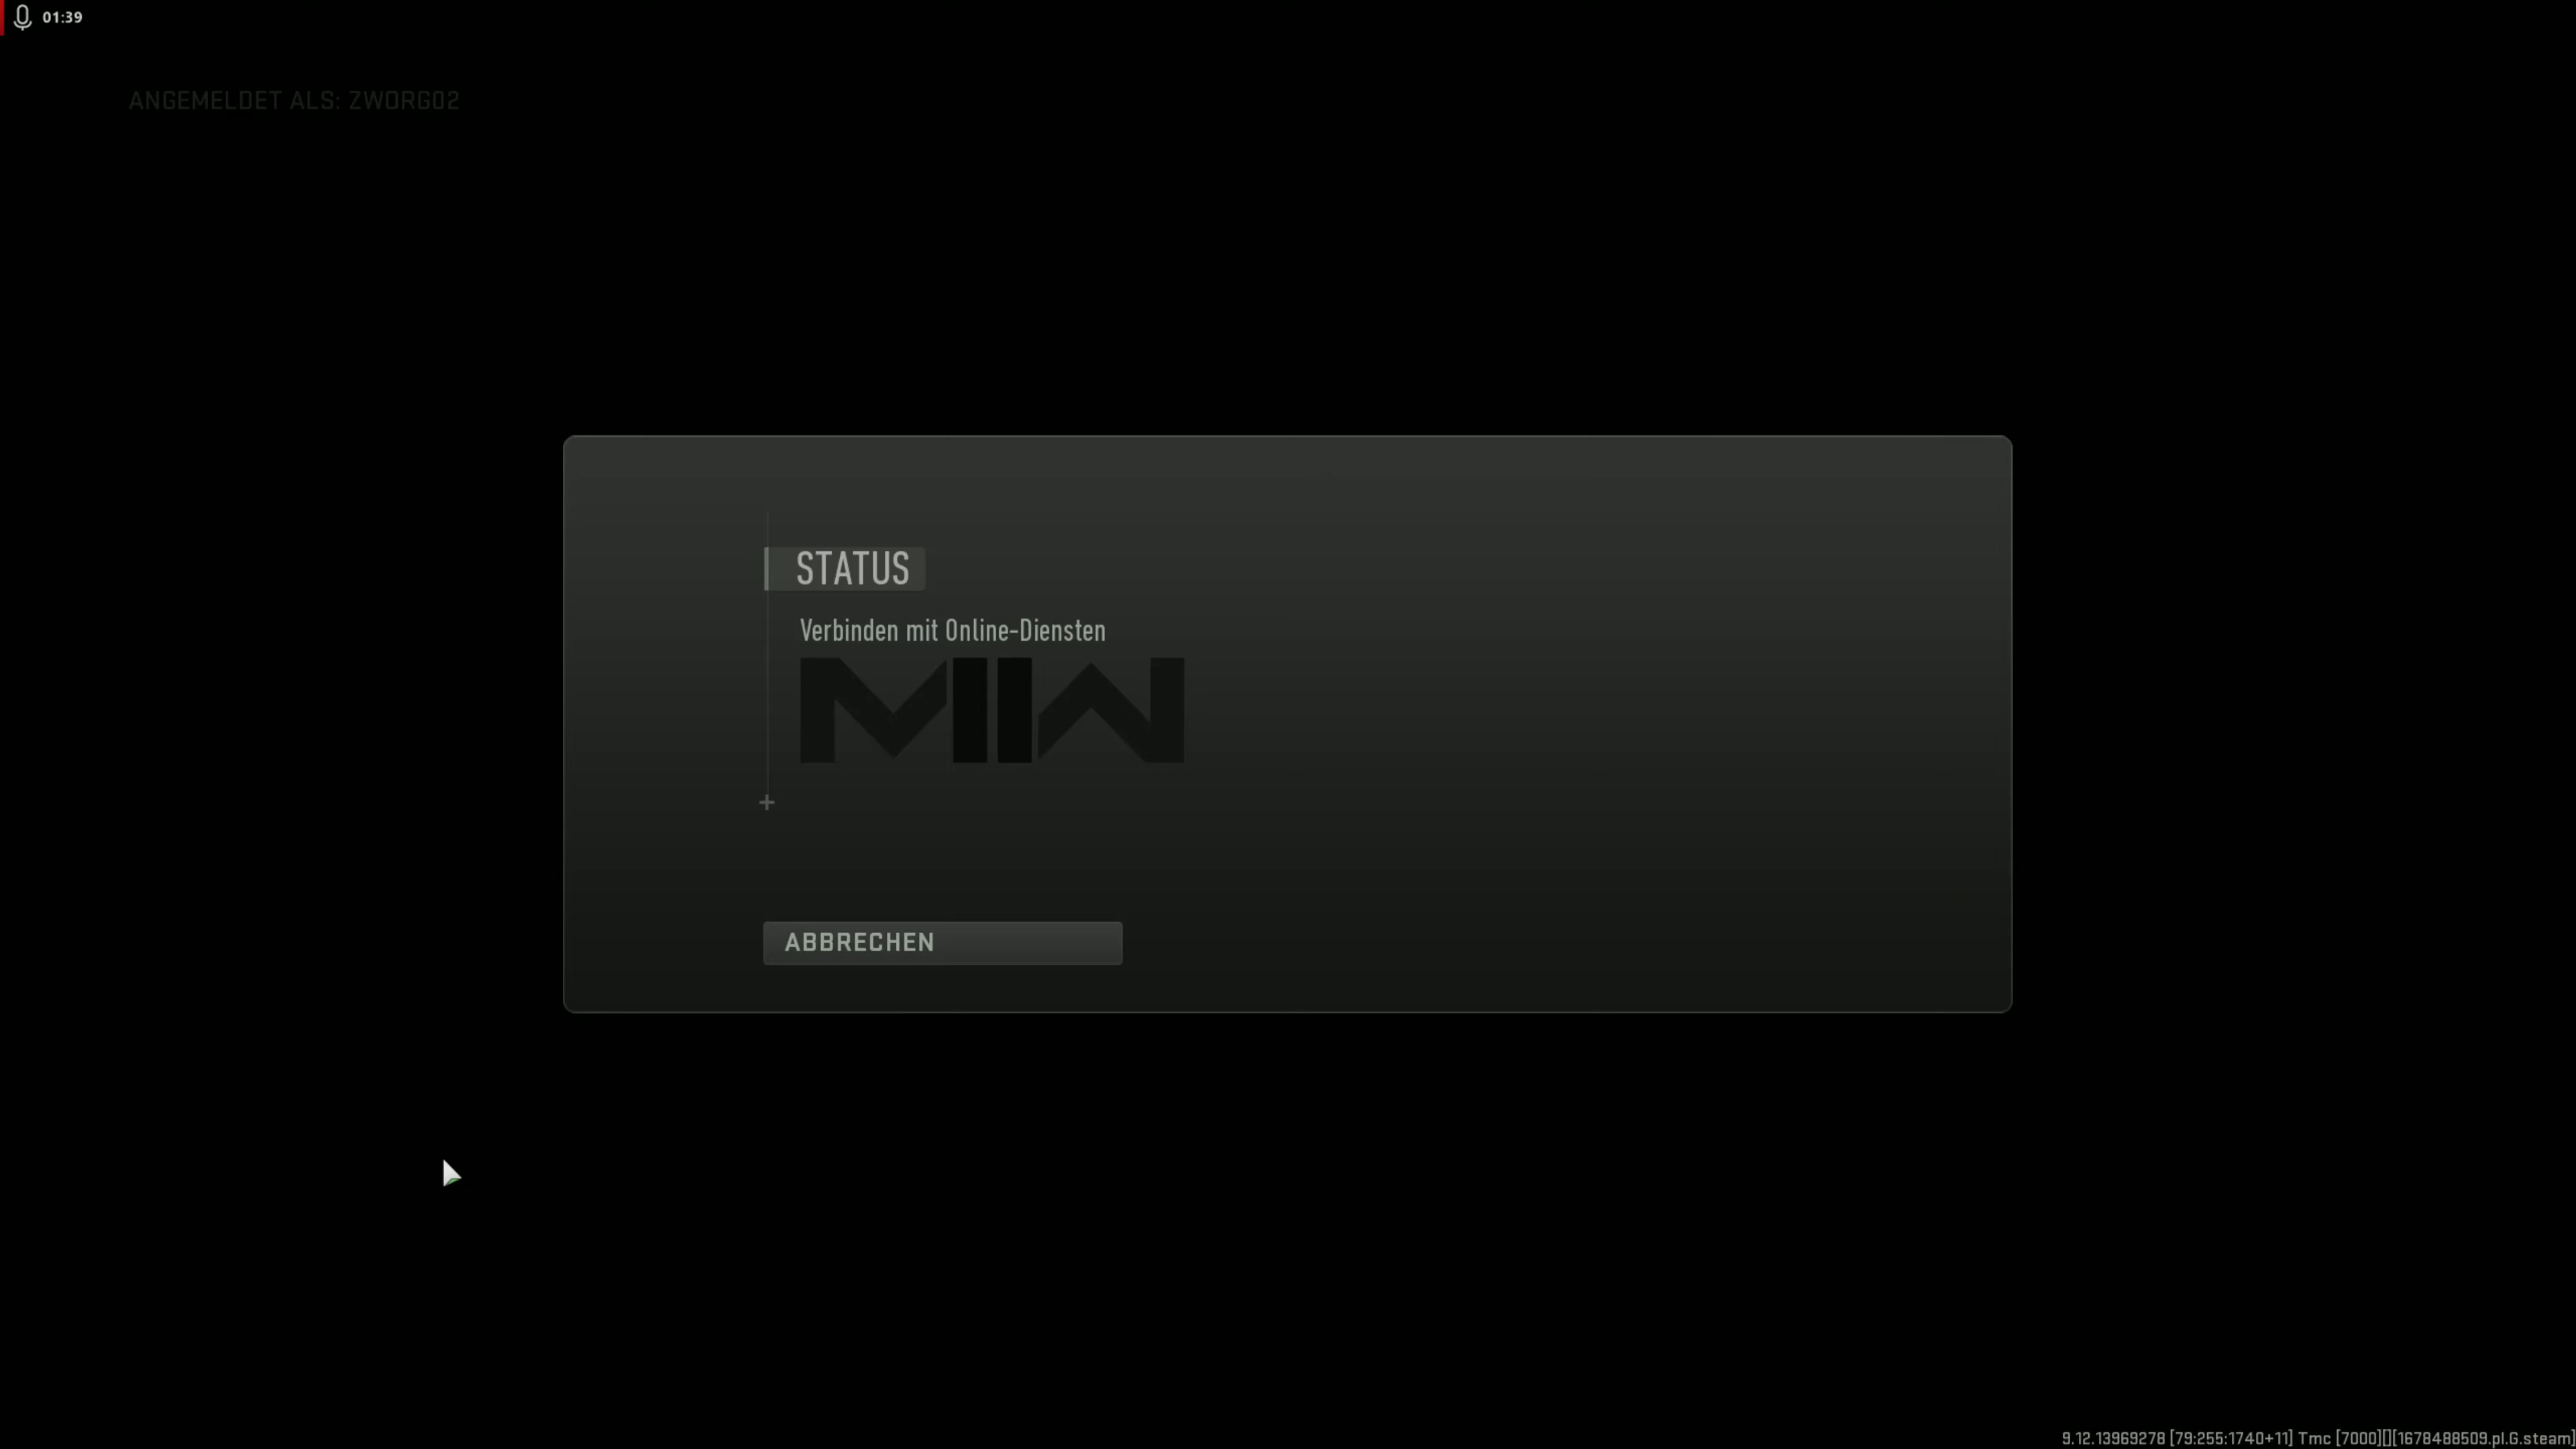 01:39
ANGEMELDET ALS: ZWORG02
STATUS
Verbinden mit Online-Diensten
MIIW
ABBRECHEN
9.12.13969278 [79:255:1740+11] Tmc [7000][][1678488509.pl.G.steam]